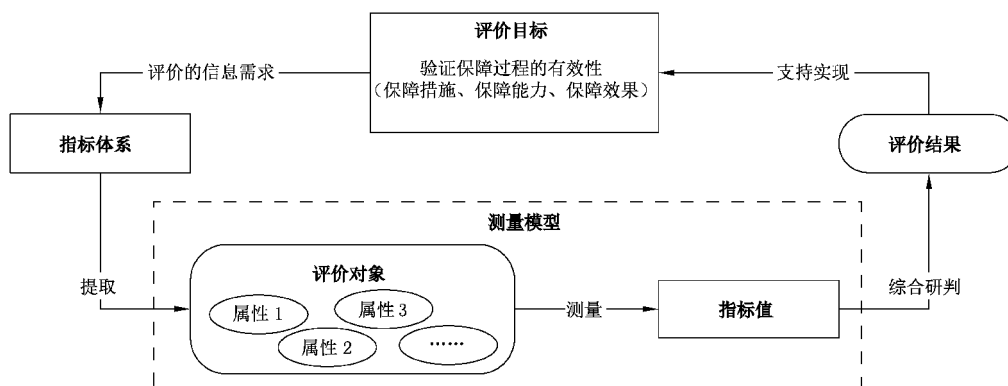 评价目标
验证保障过程的有效性
（保障措施、保障能力、保障效果）
评价的信息需求
支持实现
指标体系
评价结果
测量模型
评价对象
提取
属性1
属性3
属性2
……
测量
指标值
综合研判